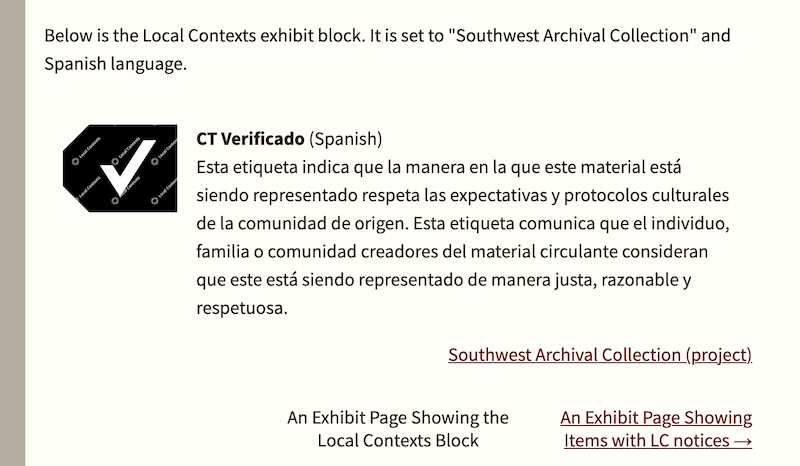 Below is the Local Contexts exhibit block. It is set to "Southwest Archival Collection" and
Spanish language.
Local Contexts
Local Contexts
Local Contexts
Local Contexts
Local Contexts
Local Contexts
CT Verificado (Spanish)
Esta etiqueta indica que la manera en la que este material está
siendo representado respeta las expectativas y protocolos culturales
de la comunidad de origen. Esta etiqueta comunica que el individuo,
familia o comunidad creadores del material circulante consideran
que este está siendo representado de manera justa, razonable y
respetuosa.
Southwest Archival Collection (project)
An Exhibit Page Showing the
Local Contexts Block
An Exhibit Page Showing
Items with LC notices →